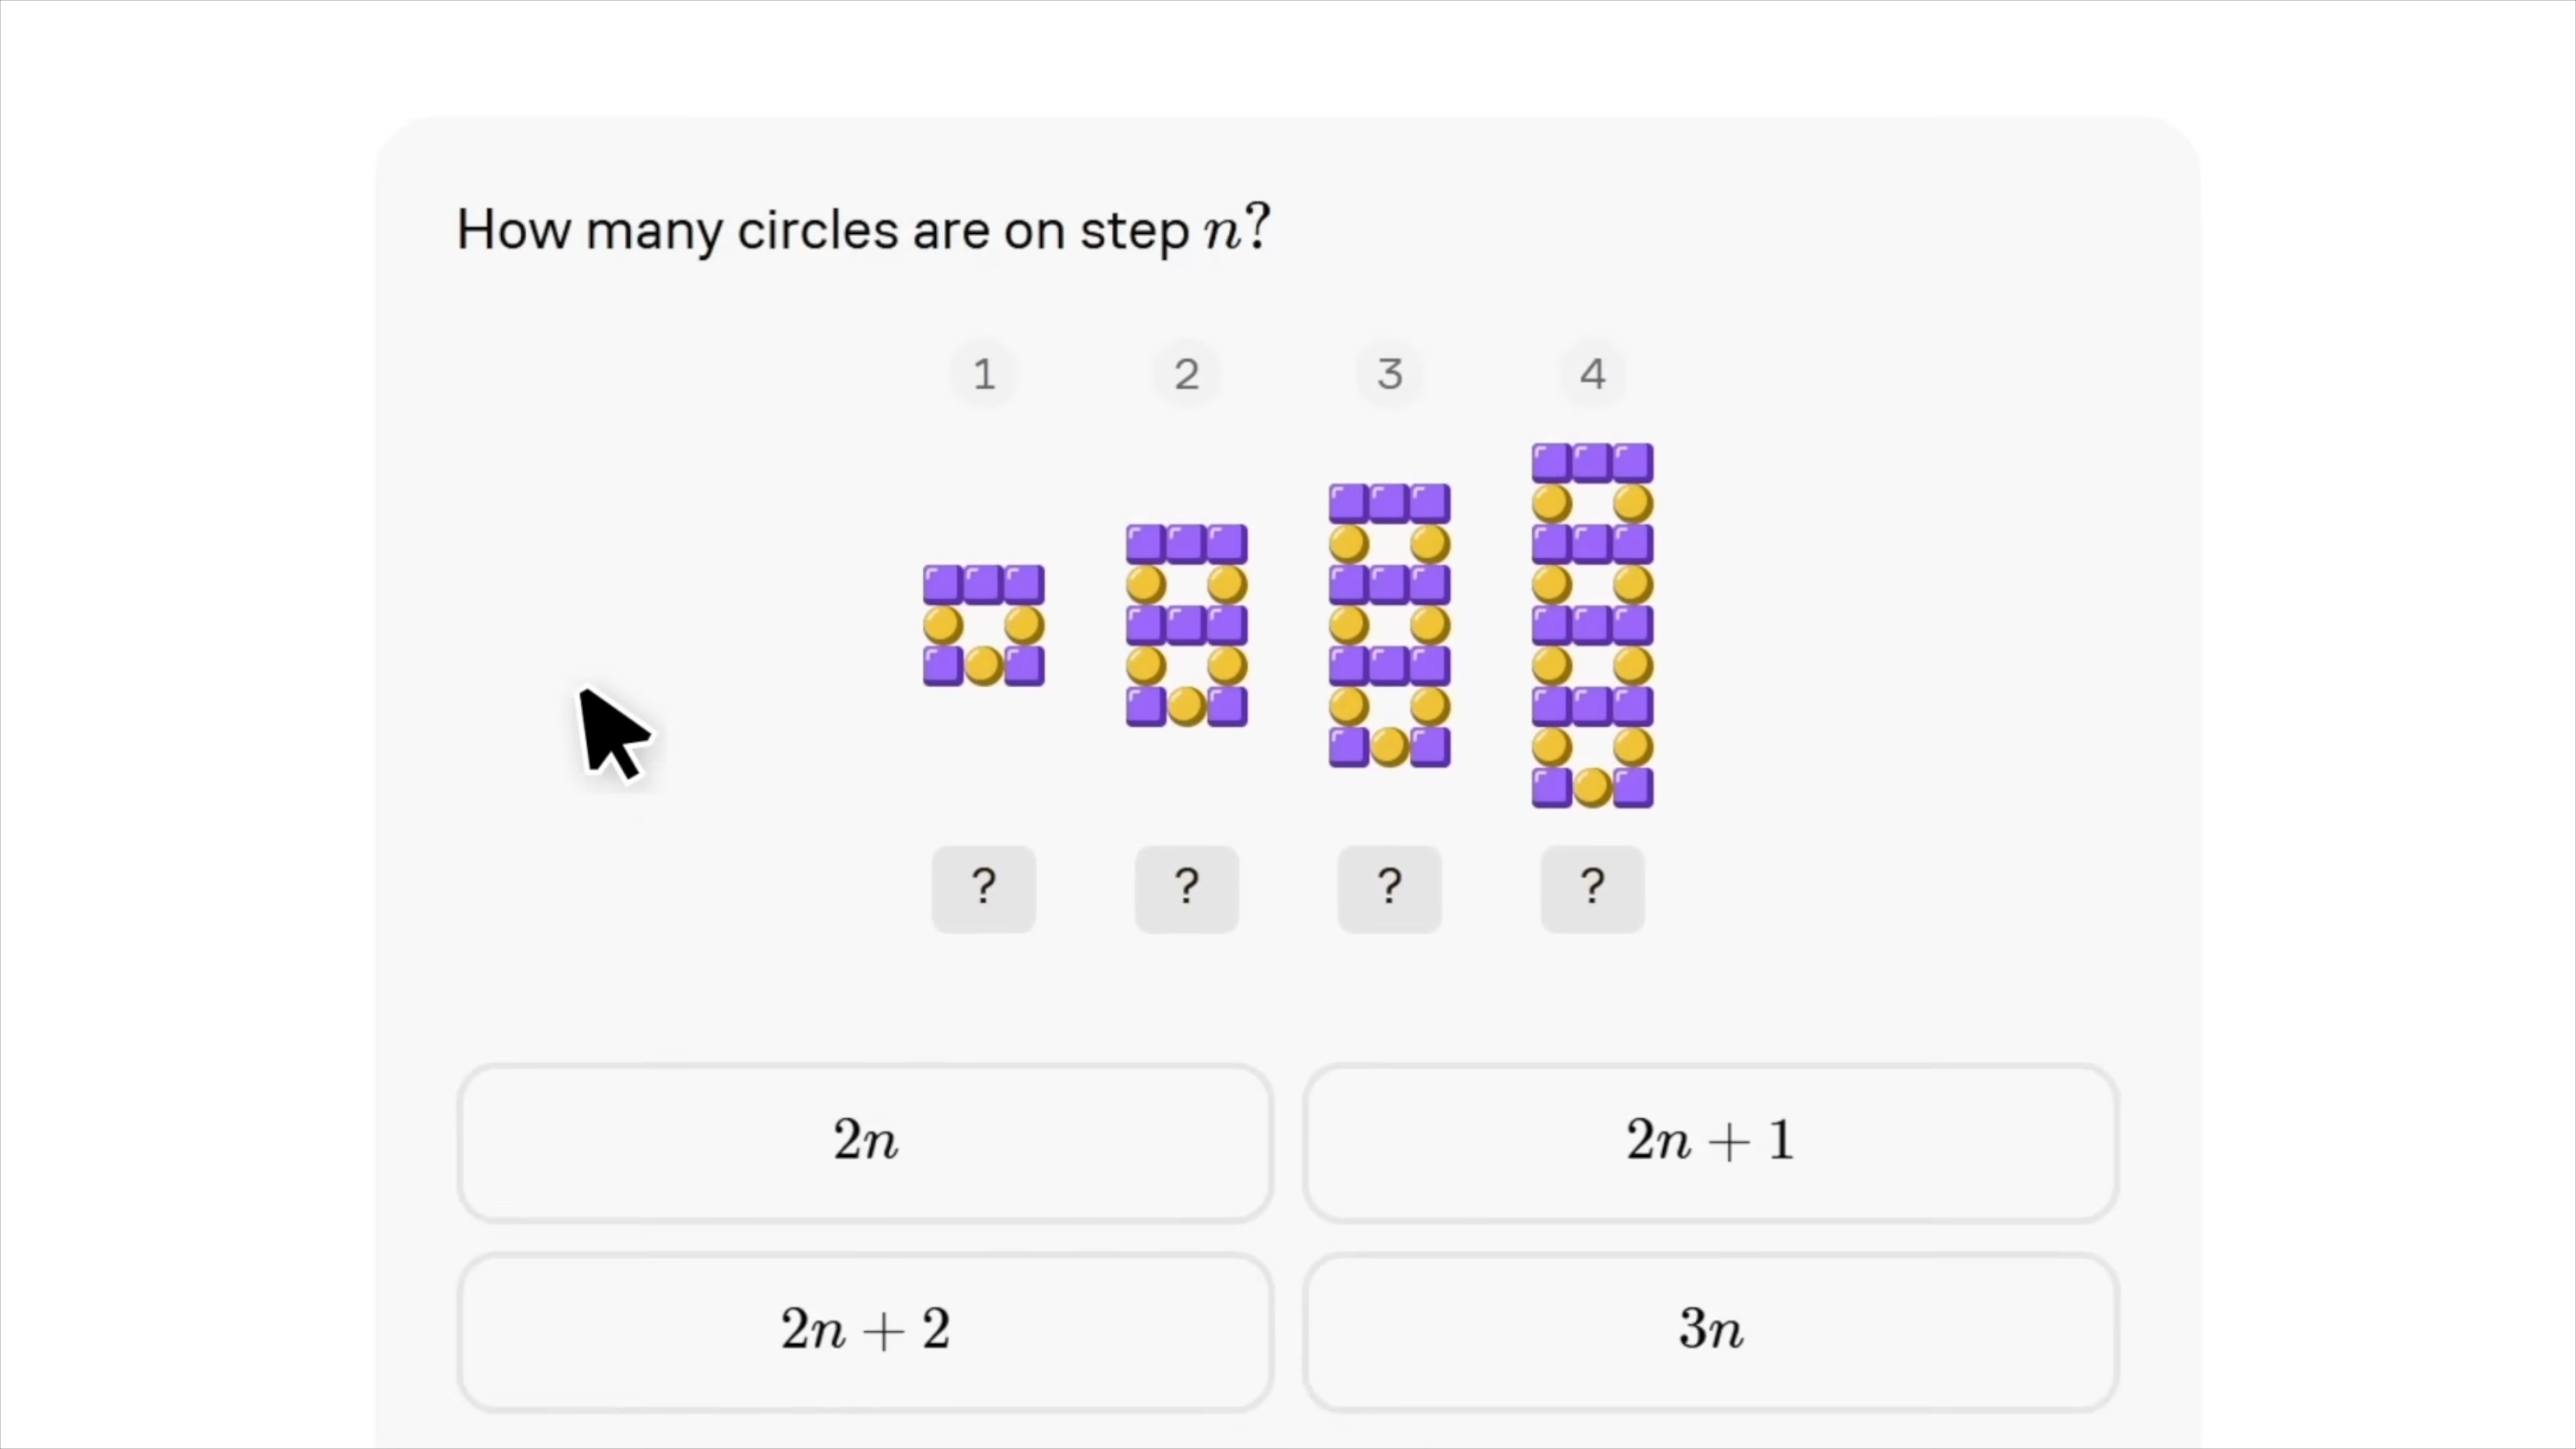 How many circles are on step n?
1 2 3 4
? ? ? ?
2n 2n + 1
2n + 2 3n